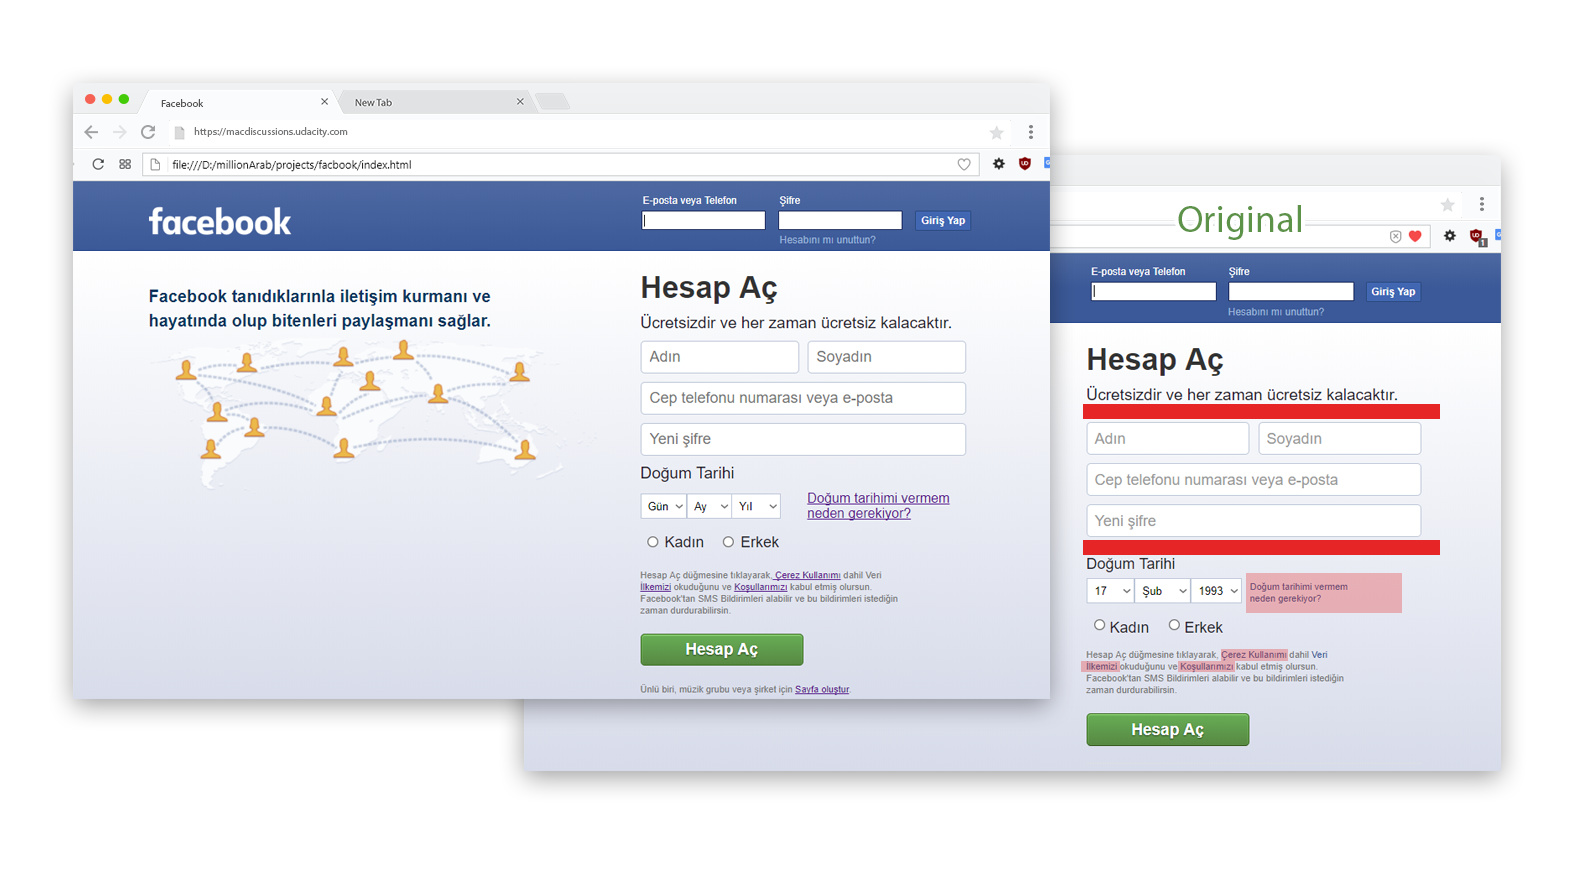 Facebook
New Tab
https://macdiscussions.udacity.com
file:///D:/millionArab/projects/facbook/index.html
facebook
E-posta veya Telefon
Şifre
Giriş Yap
Hesabını mı unuttun?
Facebook tanıdıklarınla iletişim kurmanı ve
hayatında olup bitenleri paylaşmanı sağlar.
Hesap Aç
Ücretsizdir ve her zaman ücretsiz kalacaktır.
Adın
Soyadın
Cep telefonu numarası veya e-posta
Yeni şifre
Doğum Tarihi
Gün
Ay
Yıl
Doğum tarihimi vermem
neden gerekiyor?
Kadın
Erkek
Hesap Aç düğmesine tıklayarak, Çerez Kullanımı dahil Veri
İlkemizi okuduğunu ve Koşullarımızı kabul etmiş olursun.
Facebook'tan SMS Bildirimleri alabilir ve bu bildirimleri istediğin
zaman durdurabilirsin.
Hesap Aç
Ünlü biri, müzik grubu veya şirket için Sayfa oluştur.
Original
E-posta veya Telefon
Şifre
Giriş Yap
Hesabını mı unuttun?
Hesap Aç
Ücretsizdir ve her zaman ücretsiz kalacaktır.
Adın
Soyadın
Cep telefonu numarası veya e-posta
Yeni şifre
Doğum Tarihi
17
Şub
1993
Doğum tarihimi vermem
neden gerekiyor?
Kadın
Erkek
Hesap Aç düğmesine tıklayarak, Çerez Kullanımı dahil Veri
İlkemizi okuduğunu ve Koşullarımızı kabul etmiş olursun.
Facebook'tan SMS Bildirimleri alabilir ve bu bildirimleri istediğin
zaman durdurabilirsin.
Hesap Aç